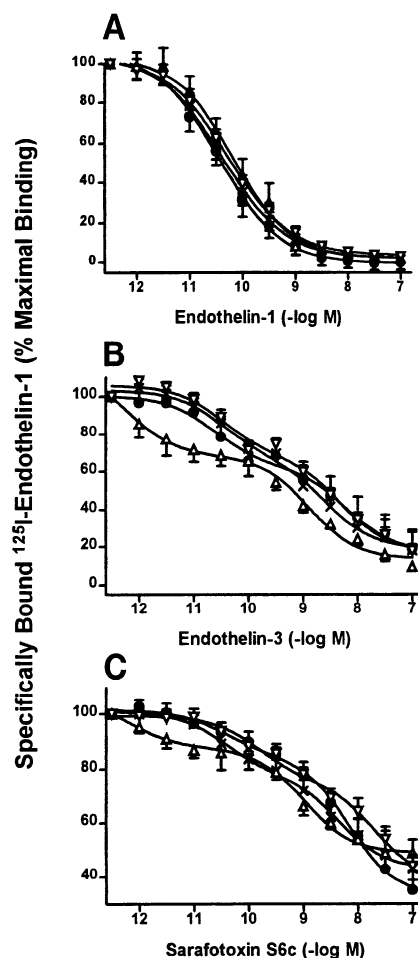 A
100
80
60
40
20
0
12 11 10 9 8 7
Endothelin-1 (-log M)
B
100
80
60
40
20
0
12 11 10 9 8 7
Endothelin-3 (-log M)
C
100
80
60
40
12 11 10 9 8 7
Sarafotoxin S6c (-log M)
Specifically Bound ¹²⁵I-Endothelin-1 (% Maximal Binding)